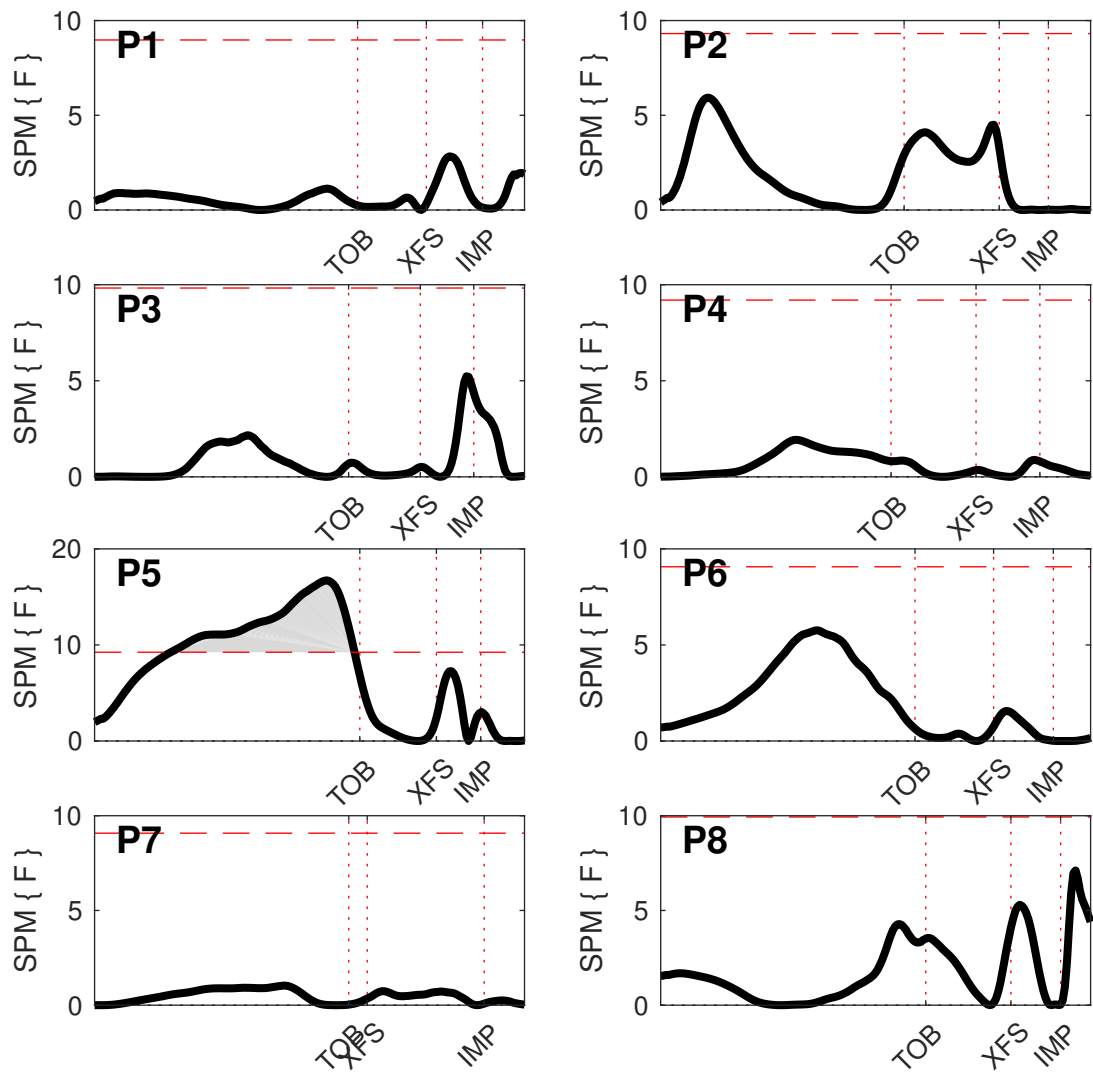 10
P1
SPM { F }
5
0
TOB
XFS
IMP
10
P2
SPM { F }
5
0
TOB
XFS
IMP
10
P3
SPM { F }
5
0
TOB
XFS
IMP
10
P4
SPM { F }
5
0
TOB
XFS
IMP
20
P5
SPM { F }
10
0
TOB
XFS
IMP
10
P6
SPM { F }
5
0
TOB
XFS
IMP
10
P7
SPM { F }
5
0
TOB
XFS
IMP
10
P8
SPM { F }
5
0
TOB
XFS
IMP